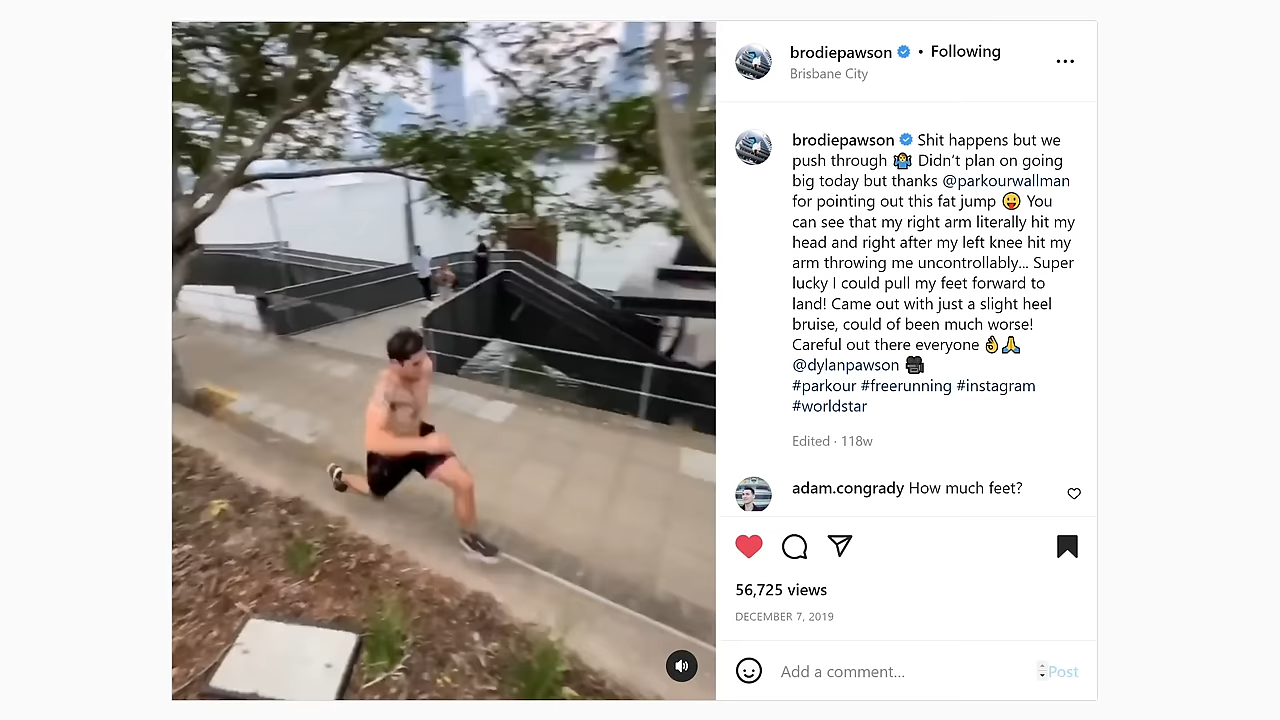 brodiepawson • Following
Brisbane City
brodiepawson Shit happens but we
push through 🤷‍♂️ Didn't plan on going
big today but thanks @parkourwallman
for pointing out this fat jump 😛 You
can see that my right arm literally hit my
head and right after my left knee hit my
arm throwing me uncontrollably... Super
lucky I could pull my feet forward to
land! Came out with just a slight heel
bruise, could of been much worse!
Careful out there everyone 👌🙏
@dylanpawson 🎥
#parkour #freerunning #instagram
#worldstar
Edited · 118w
adam.congrady How much feet?
56,725 views
DECEMBER 7, 2019
Add a comment...
Post